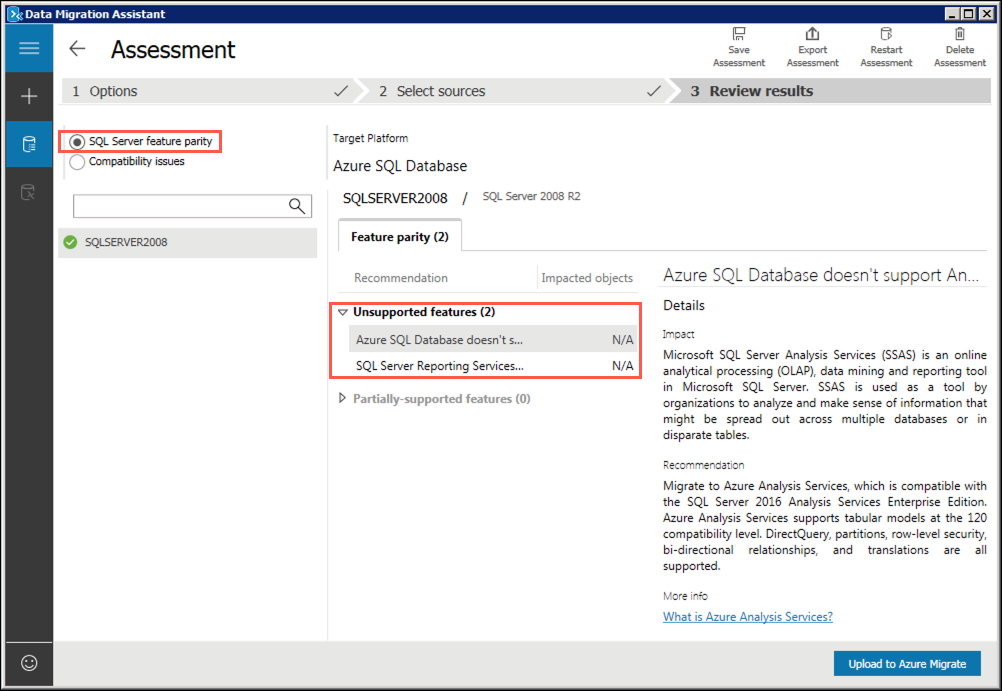 Data Migration Assistant
Assessment
Save Assessment
Export Assessment
Restart Assessment
Delete Assessment
1 Options
2 Select sources
3 Review results
SQL Server feature parity
Compatibility issues
SQLSERVER2008
Target Platform
Azure SQL Database
SQLSERVER2008 / SQL Server 2008 R2
Feature parity (2)
Recommendation Impacted objects
Unsupported features (2)
Azure SQL Database doesn't s... N/A
SQL Server Reporting Services... N/A
Partially-supported features (0)
Azure SQL Database doesn't support An...
Details
Impact
Microsoft SQL Server Analysis Services (SSAS) is an online
analytical processing (OLAP), data mining and reporting tool
in Microsoft SQL Server. SSAS is used as a tool by
organizations to analyze and make sense of information that
might be spread out across multiple databases or in
disparate tables.
Recommendation
Migrate to Azure Analysis Services, which is compatible with
the SQL Server 2016 Analysis Services Enterprise Edition.
Azure Analysis Services supports tabular models at the 120
compatibility level. DirectQuery, partitions, row-level security,
bi-directional relationships, and translations are all
supported.
More info
What is Azure Analysis Services?
Upload to Azure Migrate